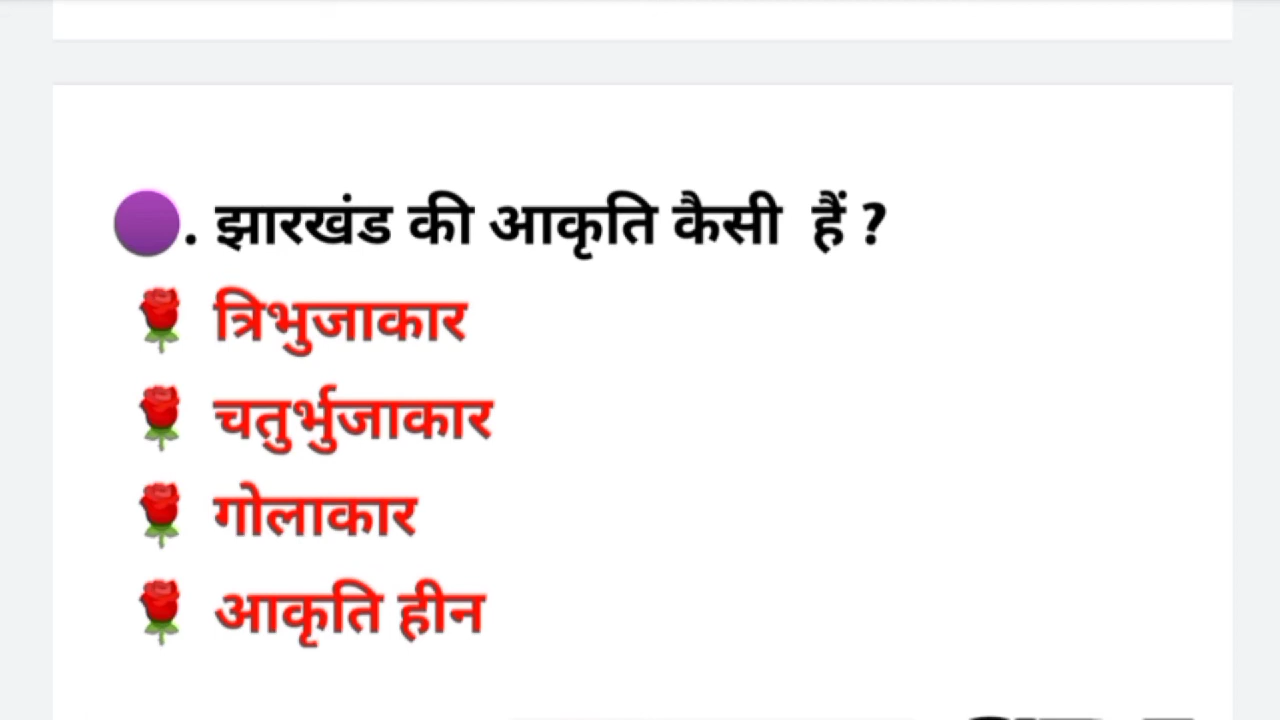 🟣. झारखंड की आकृति कैसी हैं ?
🌹 त्रिभुजाकार
🌹 चतुर्भुजाकार
🌹 गोलाकार
🌹 आकृति हीन